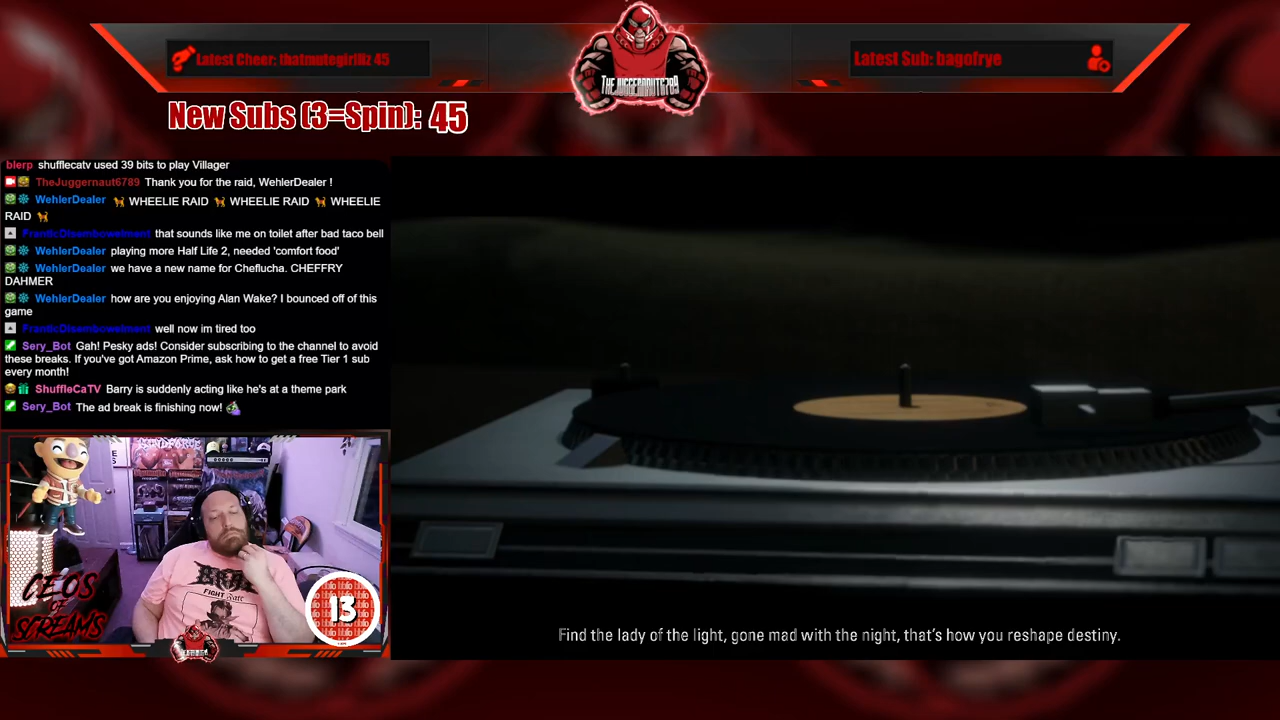 Latest Cheer: thatmutegirlliz 45
THEJUGGERNAUT6789
Latest Sub: bagofrye
New Subs (3=Spin): 45
blerp shufflecatv used 39 bits to play Villager
TheJuggernaut6789 Thank you for the raid, WehlerDealer !
WehlerDealer WHEELIE RAID WHEELIE RAID WHEELIE
RAID
FranticDisembowelment that sounds like me on toilet after bad taco bell
WehlerDealer playing more Half Life 2, needed 'comfort food'
WehlerDealer we have a new name for Cheflucha. CHEFFRY
DAHMER
WehlerDealer how are you enjoying Alan Wake? I bounced off of this
game
FranticDisembowelment well now im tired too
Sery_Bot Gah! Pesky ads! Consider subscribing to the channel to avoid
these breaks. If you've got Amazon Prime, ask how to get a free Tier 1 sub
every month!
ShuffleCaTV Barry is suddenly acting like he's at a theme park
Sery_Bot The ad break is finishing now!
CEOS
OF
STREAMS
FIGHT
13
Find the lady of the light, gone mad with the night, that's how you reshape destiny.